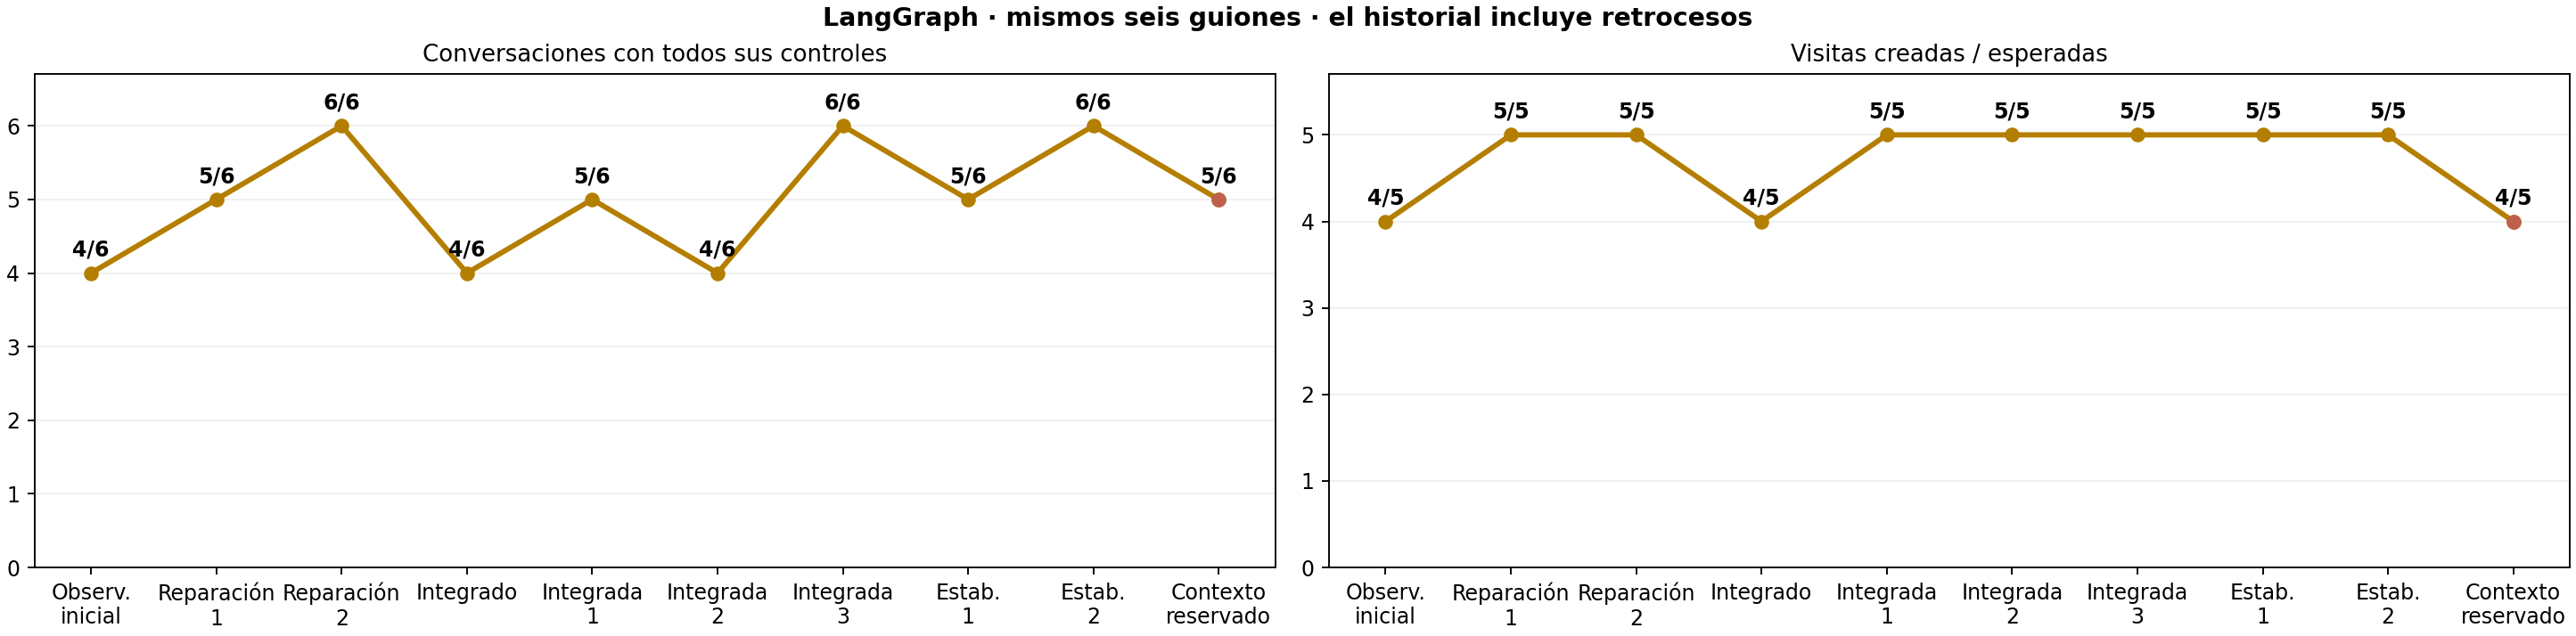 LangGraph · mismos seis guiones · el historial incluye retrocesos
Conversaciones con todos sus controles
6
5
4
3
2
1
0
4/6
5/6
6/6
4/6
5/6
4/6
6/6
5/6
6/6
5/6
Observ.
inicial
Reparación
1
Reparación
2
Integrado
Integrada
1
Integrada
2
Integrada
3
Estab.
1
Estab.
2
Contexto
reservado
Visitas creadas / esperadas
5
4
3
2
1
0
4/5
5/5
5/5
4/5
5/5
5/5
5/5
5/5
5/5
4/5
Observ.
inicial
Reparación
1
Reparación
2
Integrado
Integrada
1
Integrada
2
Integrada
3
Estab.
1
Estab.
2
Contexto
reservado